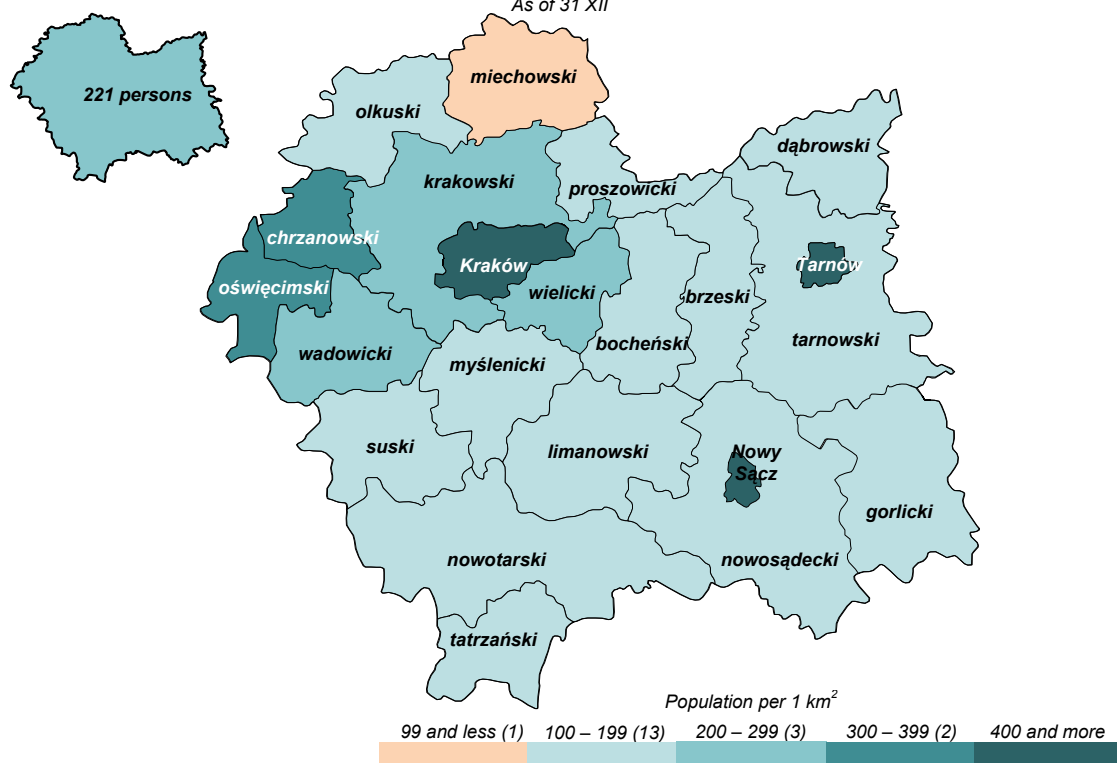 As of 31 XII
221 persons
miechowski
olkuski
dąbrowski
krakowski
proszowicki
chrzanowski
Kraków
Tarnów
oświęcimski
wielicki
brzeski
wadowicki
myślenicki
bocheński
tarnowski
suski
limanowski
Nowy
Sącz
gorlicki
nowotarski
nowosądecki
tatrzański
Population per 1 km²
99 and less (1) 100 – 199 (13) 200 – 299 (3) 300 – 399 (2) 400 and more